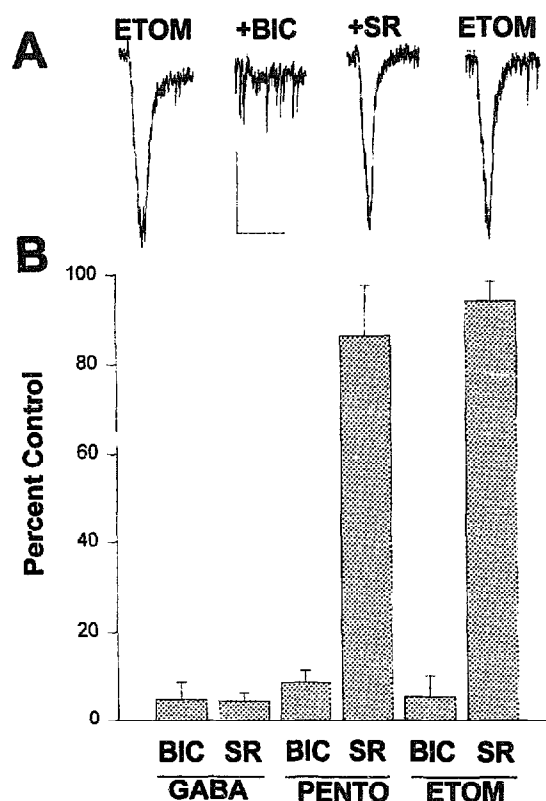 A
ETOM +BIC +SR ETOM
B
Percent Control
100
80
60
40
20
0
BIC SR BIC SR BIC SR
GABA PENTO ETOM